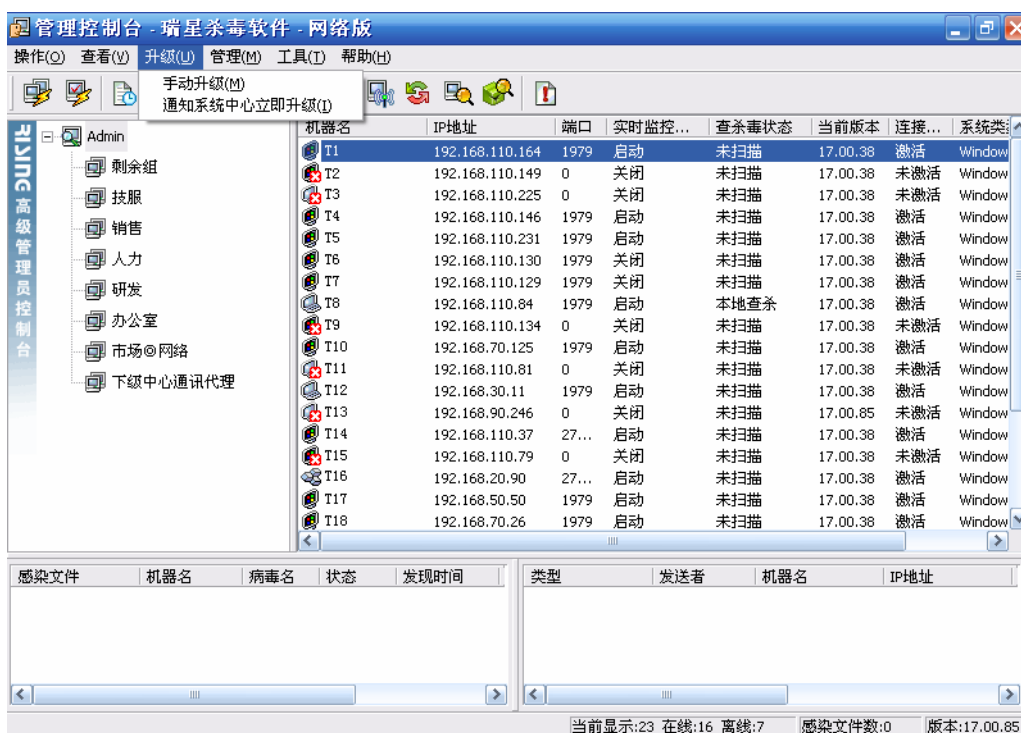 管理控制台 - 瑞星杀毒软件 - 网络版
操作(O) 查看(V) 升级(U) 管理(M) 工具(T) 帮助(H)
手动升级(M)
通知系统中心立即升级(I)
RISING 高级管理员控制台
Admin
剩余组
技服
销售
人力
研发
办公室
市场◎网络
下级中心通讯代理
机器名 IP地址 端口 实时监控... 查杀毒状态 当前版本 连接... 系统类
T1 192.168.110.164 1979 启动 未扫描 17.00.38 激活 Window
T2 192.168.110.149 0 关闭 未扫描 17.00.38 未激活 Window
T3 192.168.110.225 0 关闭 未扫描 17.00.38 未激活 Window
T4 192.168.110.146 1979 启动 未扫描 17.00.38 激活 Window
T5 192.168.110.231 1979 启动 未扫描 17.00.38 激活 Window
T6 192.168.110.130 1979 关闭 未扫描 17.00.38 激活 Window
T7 192.168.110.129 1979 关闭 未扫描 17.00.38 激活 Window
T8 192.168.110.84 1979 启动 本地查杀 17.00.38 激活 Window
T9 192.168.110.134 0 关闭 未扫描 17.00.38 未激活 Window
T10 192.168.70.125 1979 启动 未扫描 17.00.38 激活 Window
T11 192.168.110.81 0 关闭 未扫描 17.00.38 未激活 Window
T12 192.168.30.11 1979 启动 未扫描 17.00.38 激活 Window
T13 192.168.90.246 0 关闭 未扫描 17.00.85 未激活 Window
T14 192.168.110.37 27... 启动 未扫描 17.00.38 激活 Window
T15 192.168.110.79 0 关闭 未扫描 17.00.38 未激活 Window
T16 192.168.20.90 27... 启动 未扫描 17.00.38 激活 Window
T17 192.168.50.50 1979 启动 未扫描 17.00.38 激活 Window
T18 192.168.70.26 1979 启动 未扫描 17.00.38 激活 Window
感染文件 机器名 病毒名 状态 发现时间
类型 发送者 机器名 IP地址
当前显示:23 在线:16 离线:7 感染文件数:0 版本:17.00.85